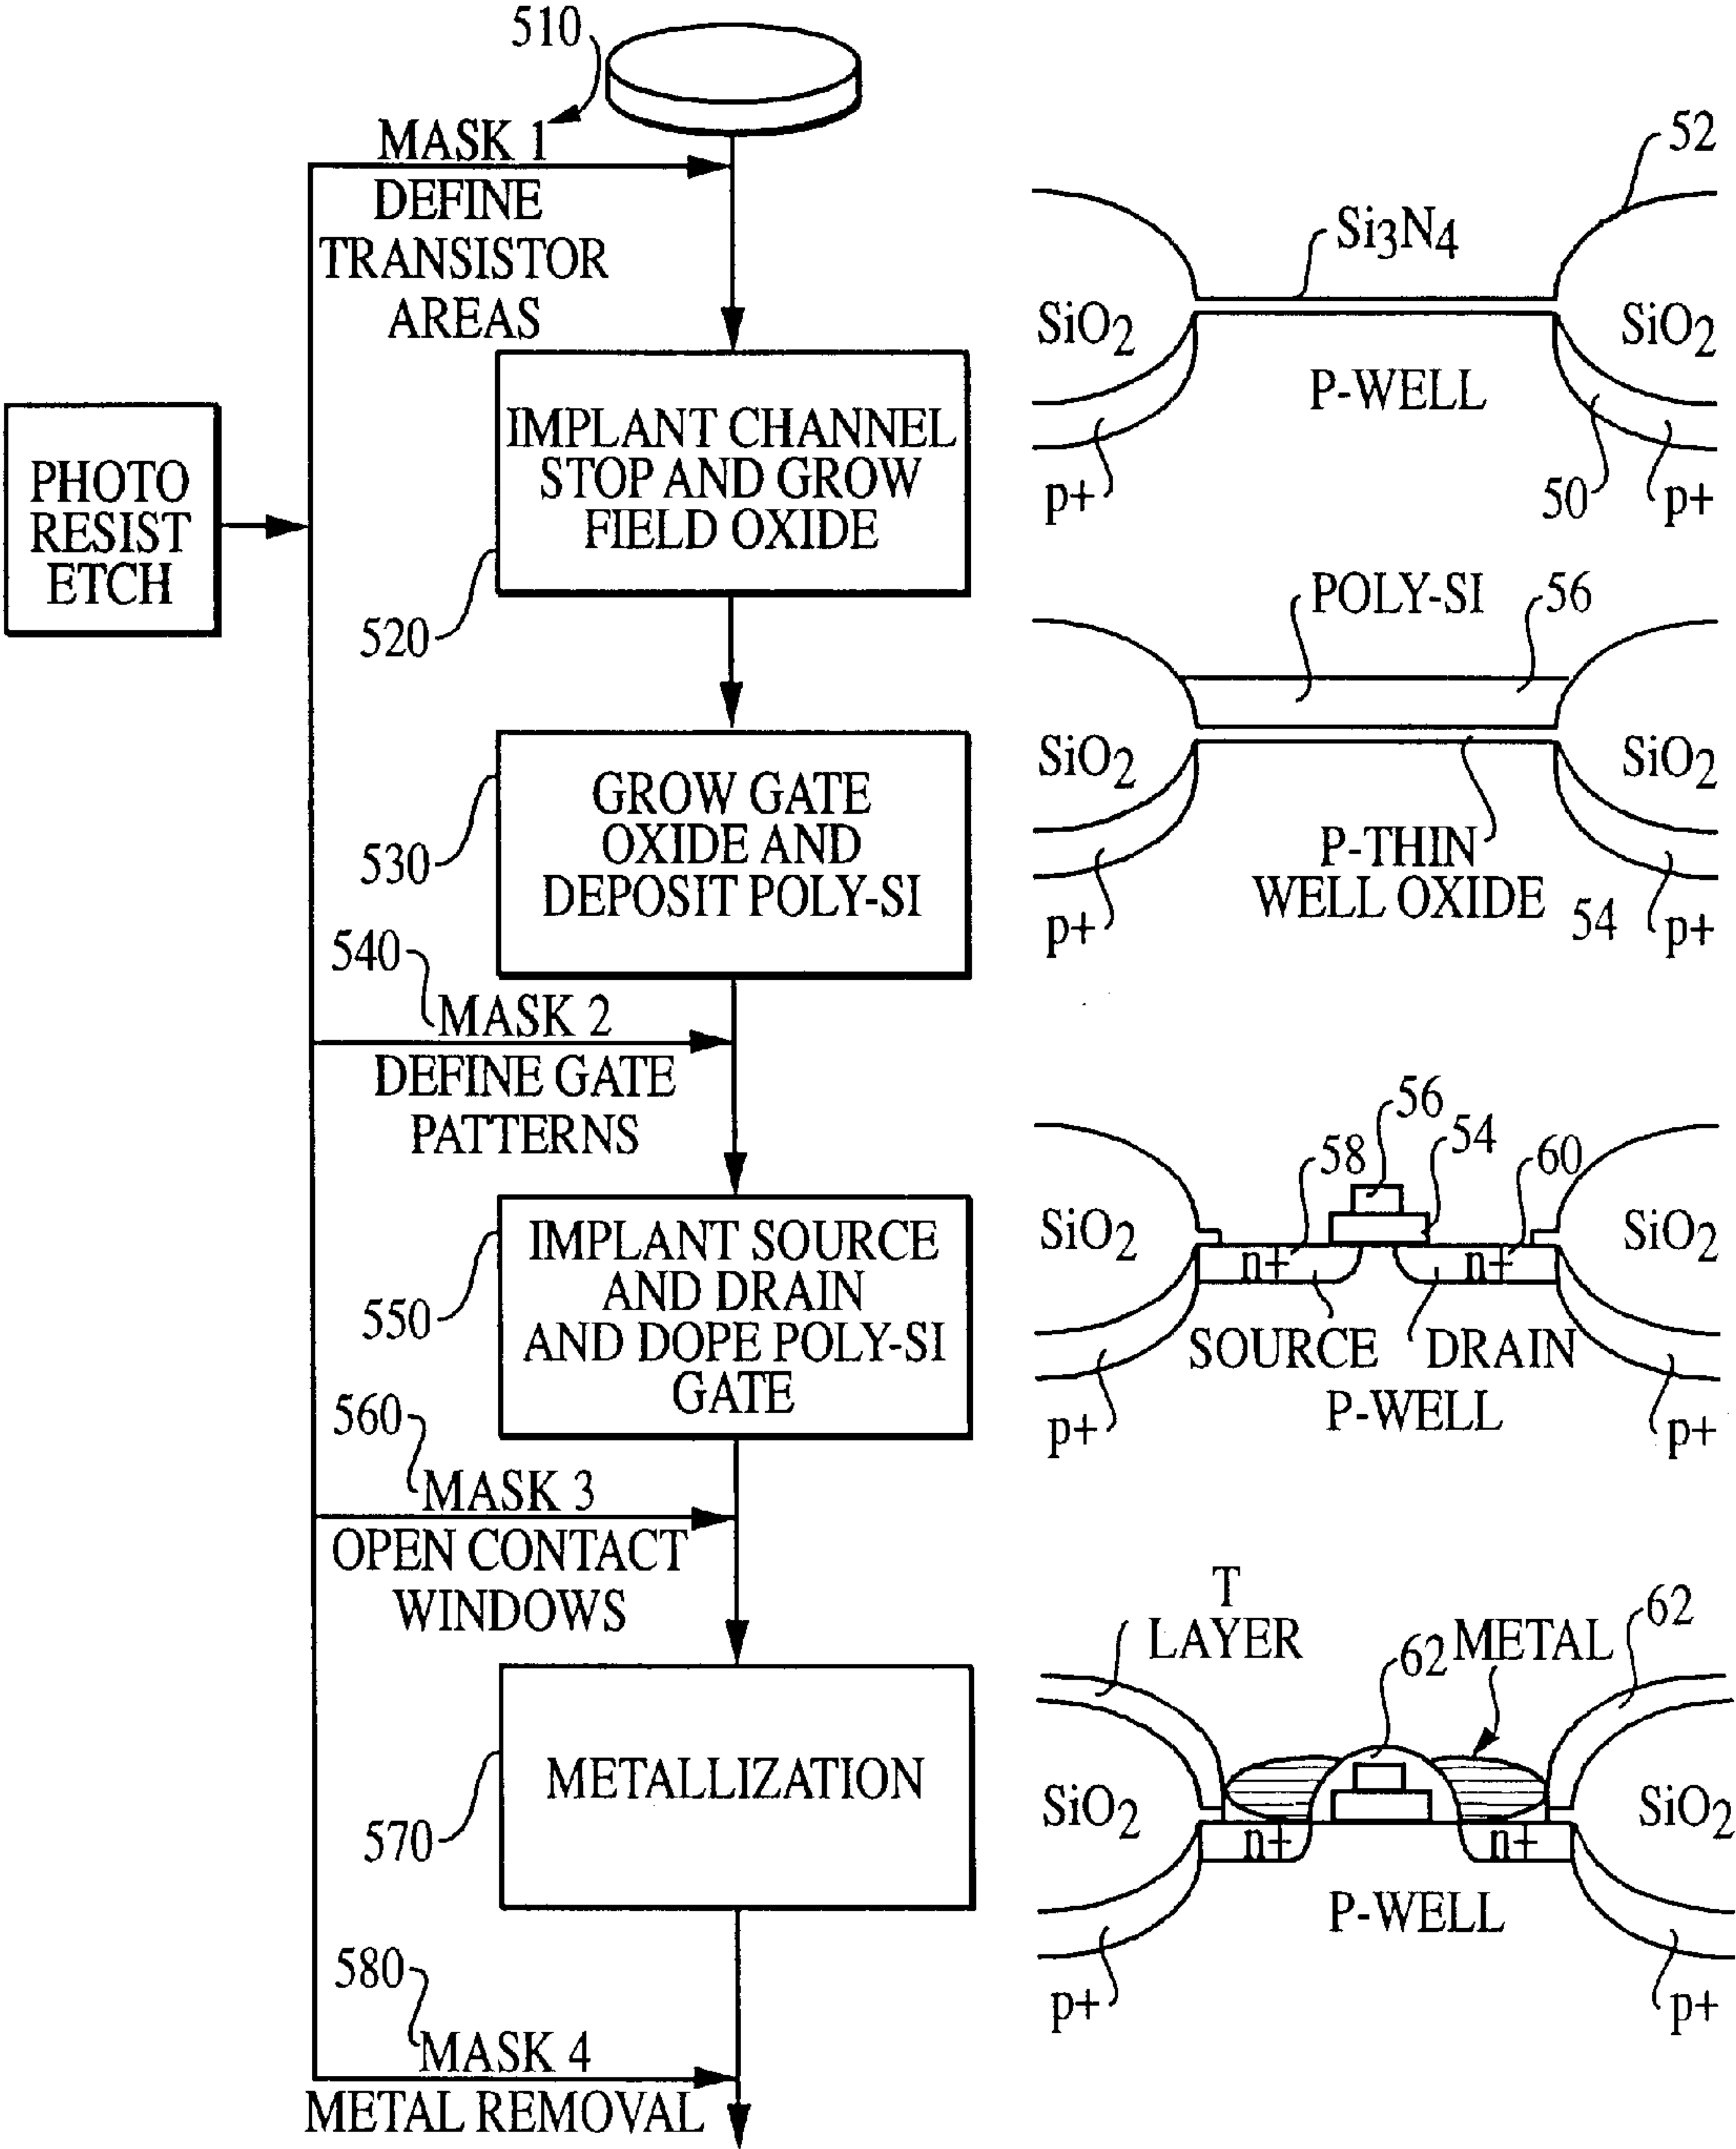 510
MASK 1
DEFINE
TRANSISTOR
AREAS
PHOTO
RESIST
ETCH
IMPLANT CHANNEL
STOP AND GROW
FIELD OXIDE
520
GROW GATE
OXIDE AND
DEPOSIT POLY-SI
530
540
MASK 2
DEFINE GATE
PATTERNS
IMPLANT SOURCE
AND DRAIN
AND DOPE POLY-SI
GATE
550
560
MASK 3
OPEN CONTACT
WINDOWS
METALLIZATION
570
580
MASK 4
METAL REMOVAL
52
Si3N4
SiO2
SiO2
P-WELL
p+
50
p+
POLY-SI
56
SiO2
SiO2
P-THIN
WELL OXIDE
p+
54
p+
56
58
54
60
SiO2
SiO2
n+
n+
SOURCE
DRAIN
P-WELL
p+
p+
T
LAYER
62
METAL
62
SiO2
SiO2
n+
n+
P-WELL
p+
p+